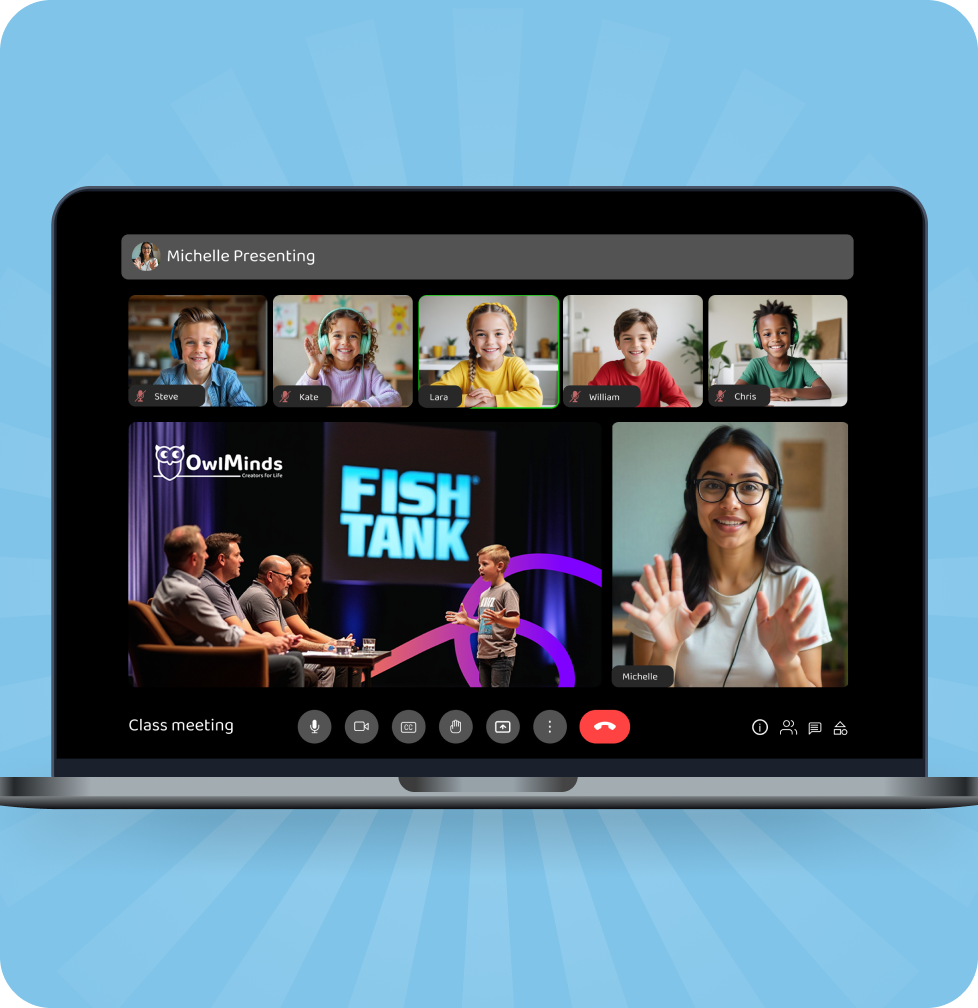 Michelle Presenting
Steve
Kate
Lara
William
Chris
OwlMinds
Creators for Life
FISH
TANK
Michelle
Class meeting
CC